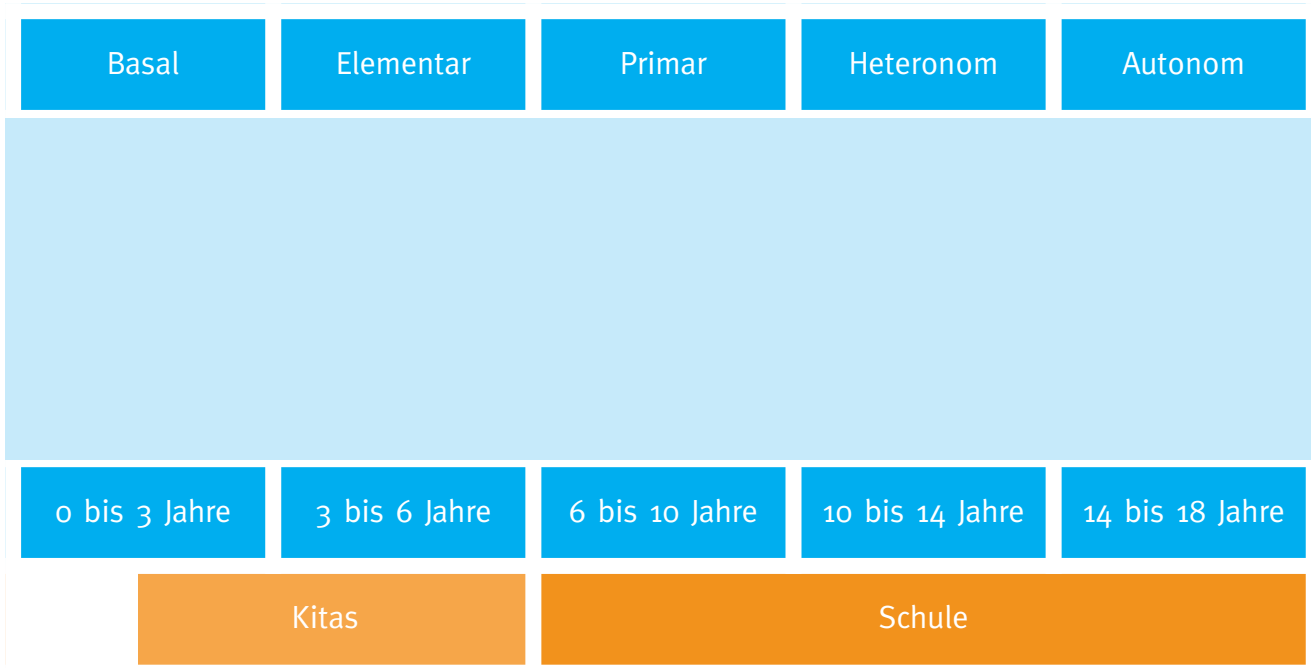 Basal
Elementar
Primar
Heteronom
Autonom
0 bis 3 Jahre
3 bis 6 Jahre
6 bis 10 Jahre
10 bis 14 Jahre
14 bis 18 Jahre
Kitas
Schule